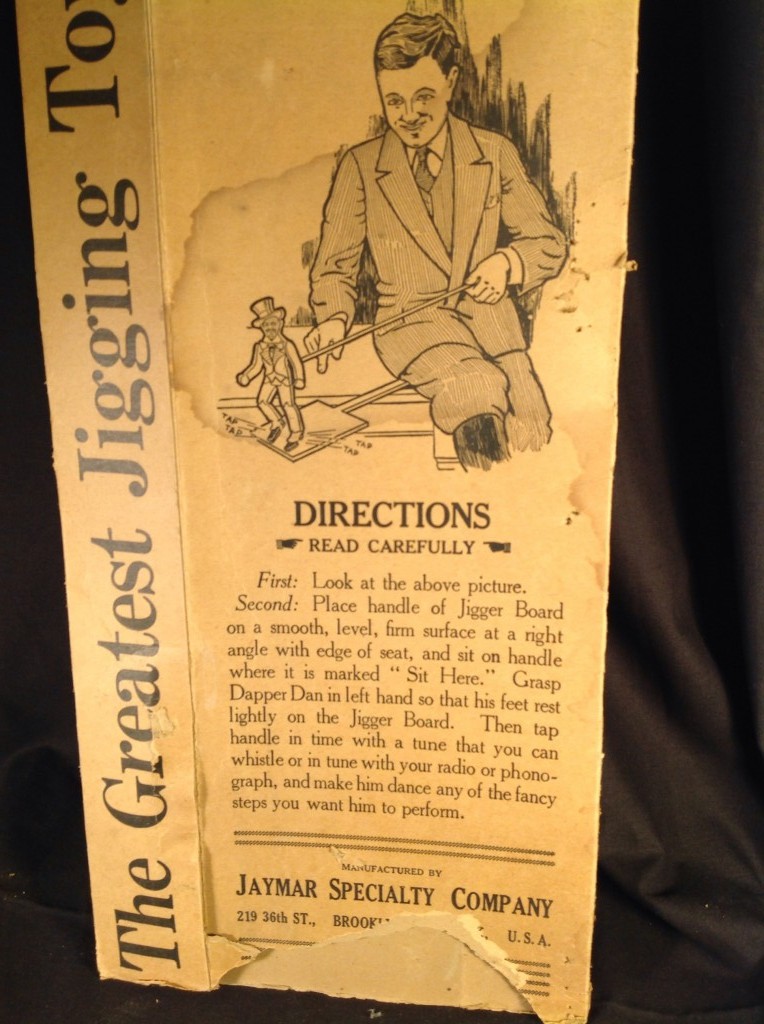 The Greatest Jigging Toy
TAP
TAP
TAP
TAP
DIRECTIONS
READ CAREFULLY
First: Look at the above picture.
Second: Place handle of Jigger Board
on a smooth, level, firm surface at a right
angle with edge of seat, and sit on handle
where it is marked “ Sit Here.” Grasp
Dapper Dan in left hand so that his feet rest
lightly on the Jigger Board. Then tap
handle in time with a tune that you can
whistle or in tune with your radio or phono-
graph, and make him dance any of the fancy
steps you want him to perform.
MANUFACTURED BY
JAYMAR SPECIALTY COMPANY
219 36th ST., U. S. A.